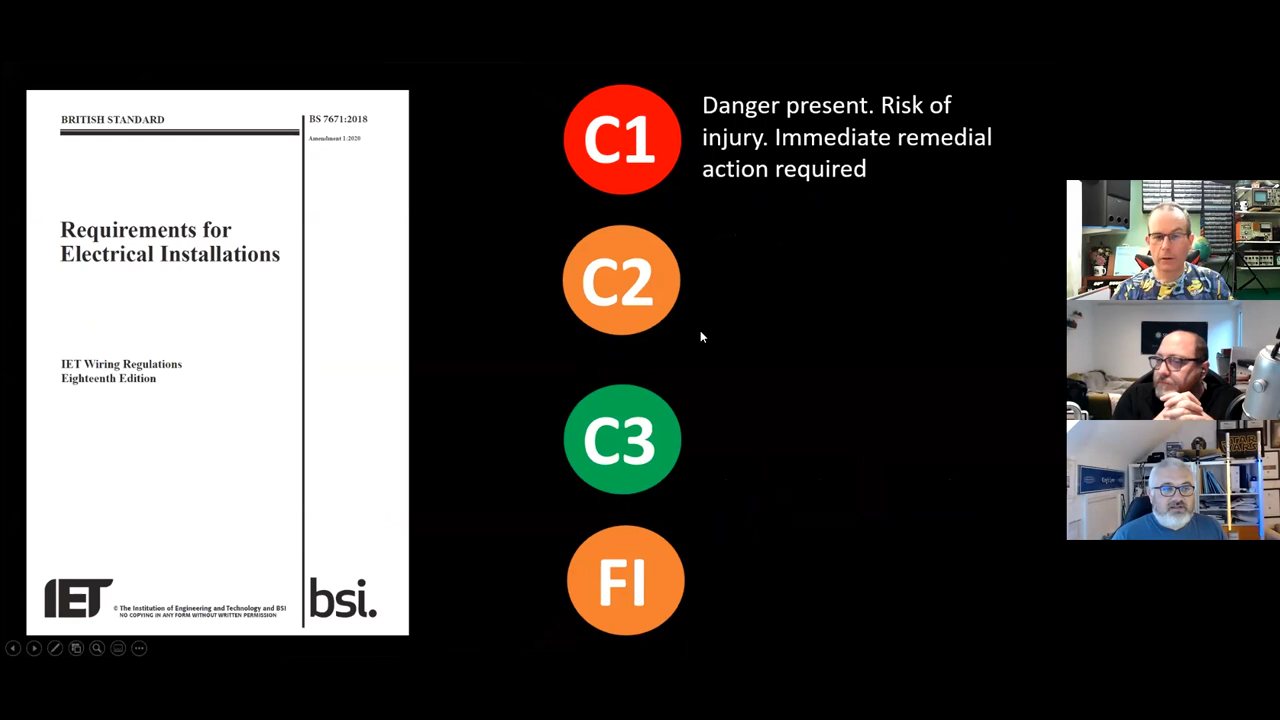 BRITISH STANDARD
BS 7671:2018
Amendment 1:2020
Requirements for
Electrical Installations
IET Wiring Regulations
Eighteenth Edition
IET
© The Institution of Engineering and Technology and BSI
NO COPYING IN ANY FORM WITHOUT WRITTEN PERMISSION
bsi.
C1
Danger present. Risk of
injury. Immediate remedial
action required
C2
C3
FI
STAR
WARS